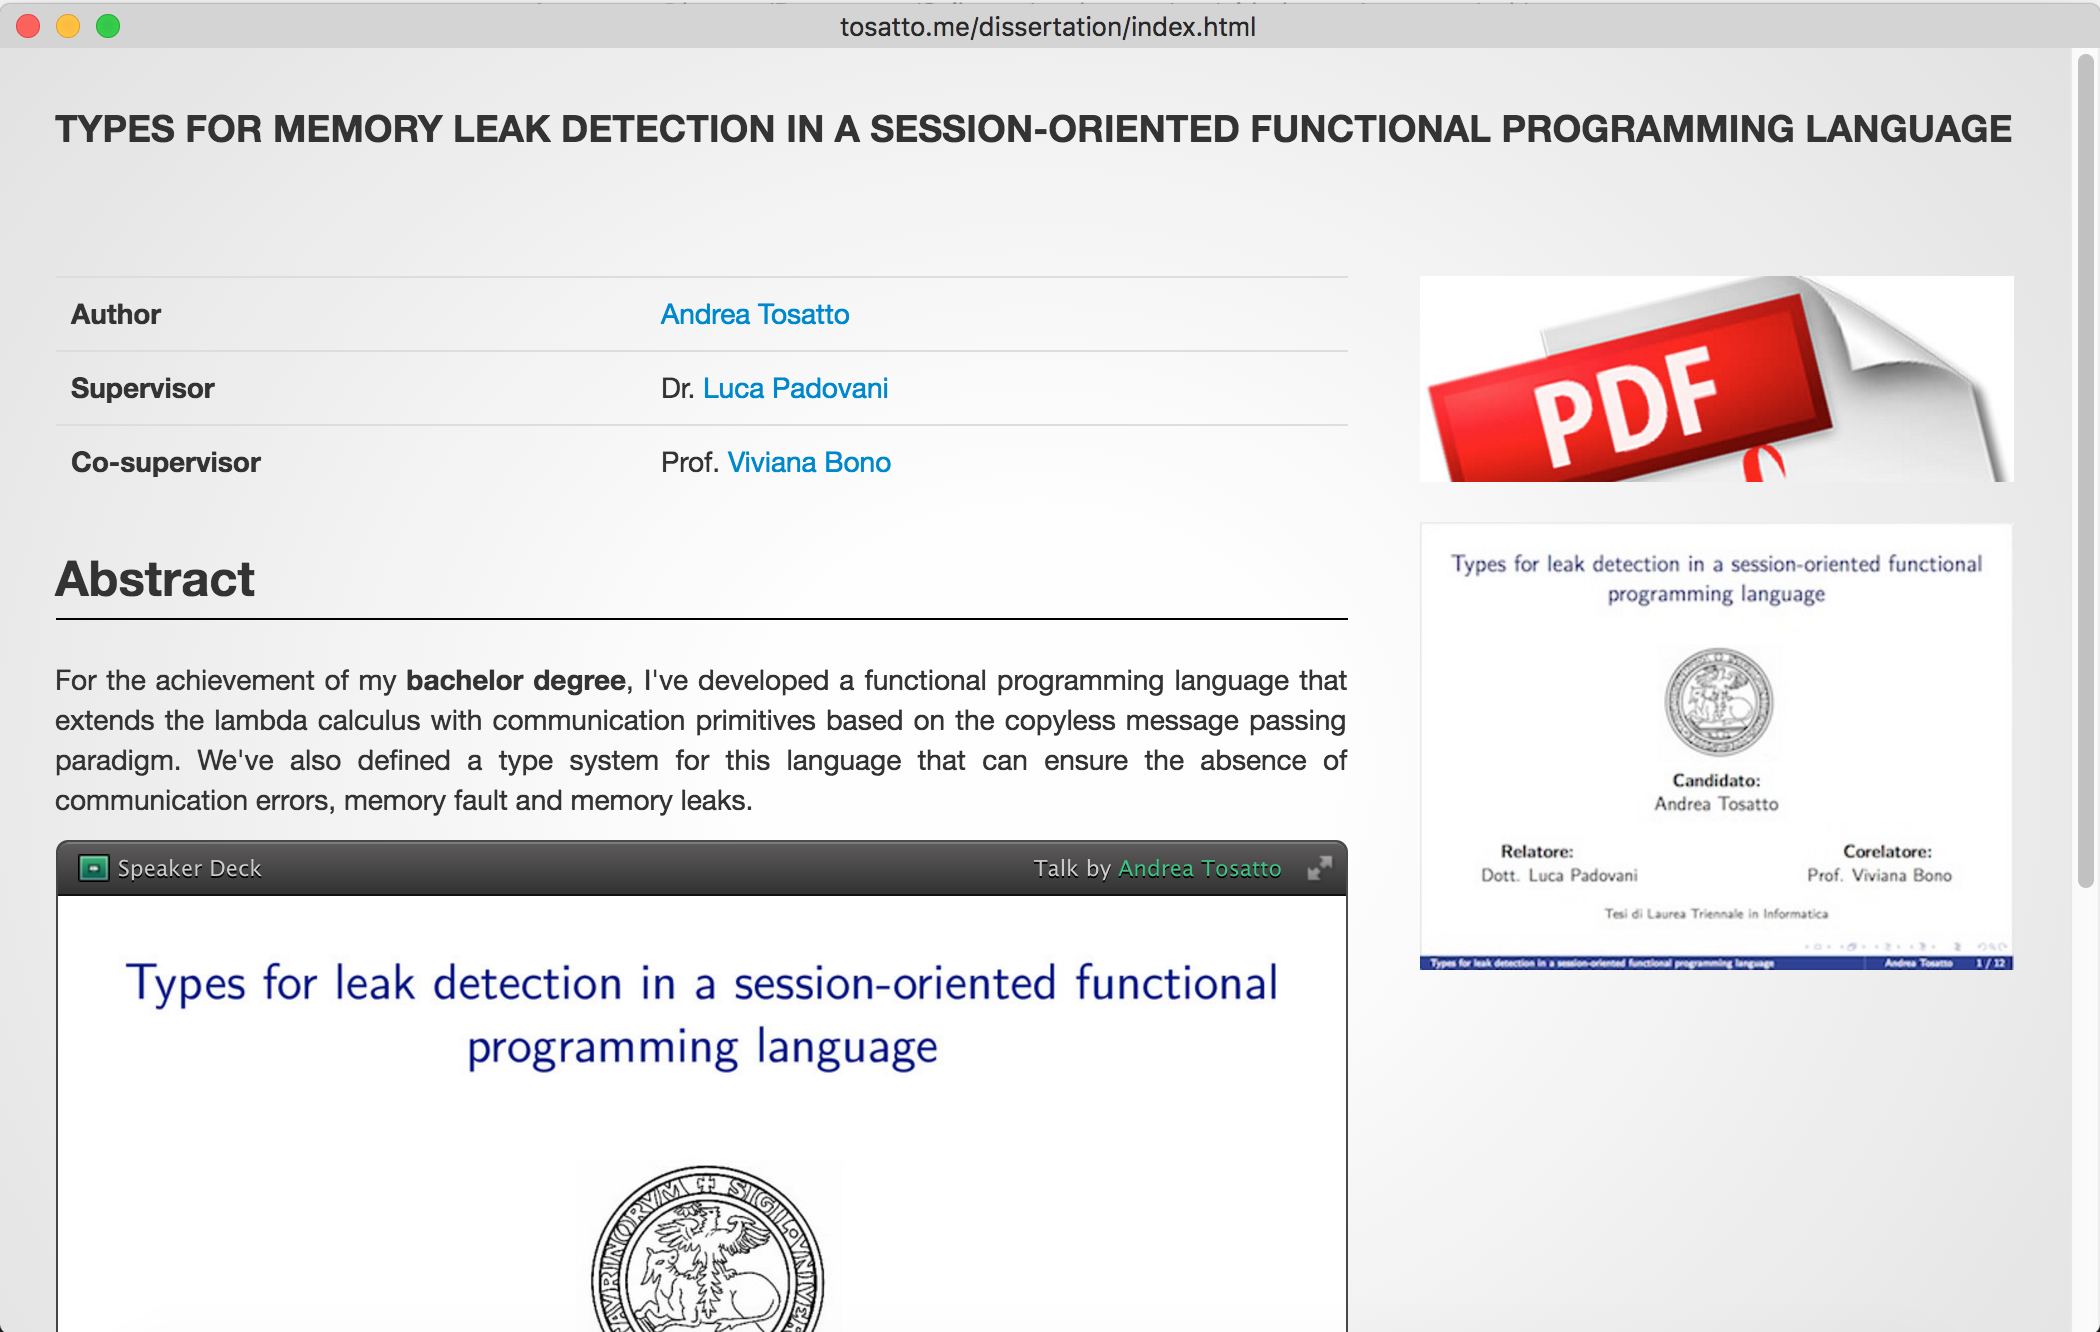 tosatto.me/dissertation/index.html
TYPES FOR MEMORY LEAK DETECTION IN A SESSION-ORIENTED FUNCTIONAL PROGRAMMING LANGUAGE
Author Andrea Tosatto
Supervisor Dr. Luca Padovani
Co-supervisor Prof. Viviana Bono
Abstract
For the achievement of my bachelor degree, I've developed a functional programming language that
extends the lambda calculus with communication primitives based on the copyless message passing
paradigm. We've also defined a type system for this language that can ensure the absence of
communication errors, memory fault and memory leaks.
Speaker Deck Talk by Andrea Tosatto
Types for leak detection in a session-oriented functional
programming language
SIGIL
PDF
Types for leak detection in a session-oriented functional
programming language
Candidato:
Andrea Tosatto
Relatore: Corelatore:
Dott. Luca Padovani Prof. Viviana Bono
Tesi di Laurea Triennale in Informatica
Types for leak detection in a session-oriented functional programming language Andrea Tosatto 1 / 12